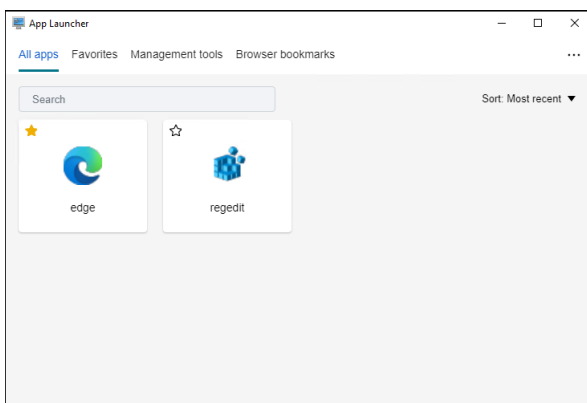 App Launcher
All apps Favorites Management tools Browser bookmarks
Search Sort: Most recent
edge regedit